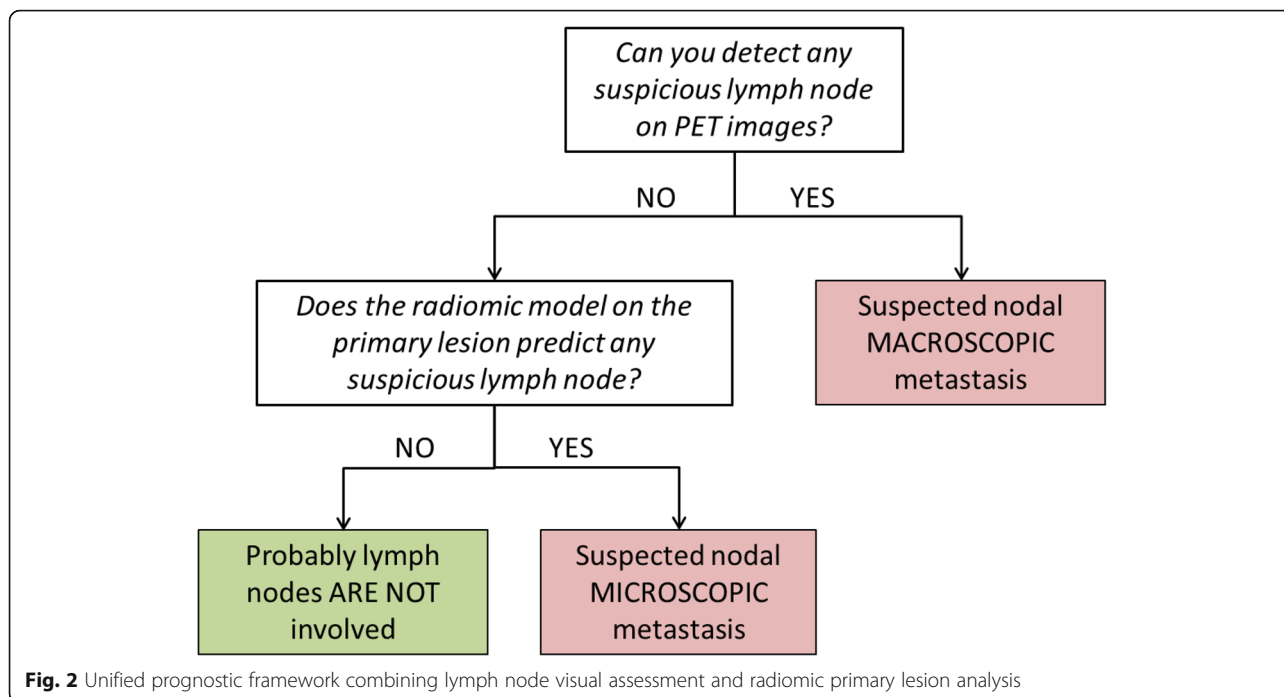 Can you detect any
suspicious lymph node
on PET images?
NO
YES
Does the radiomic model on the
primary lesion predict any
suspicious lymph node?
Suspected nodal
MACROSCOPIC
metastasis
NO
YES
Probably lymph
nodes ARE NOT
involved
Suspected nodal
MICROSCOPIC
metastasis
Fig. 2 Unified prognostic framework combining lymph node visual assessment and radiomic primary lesion analysis